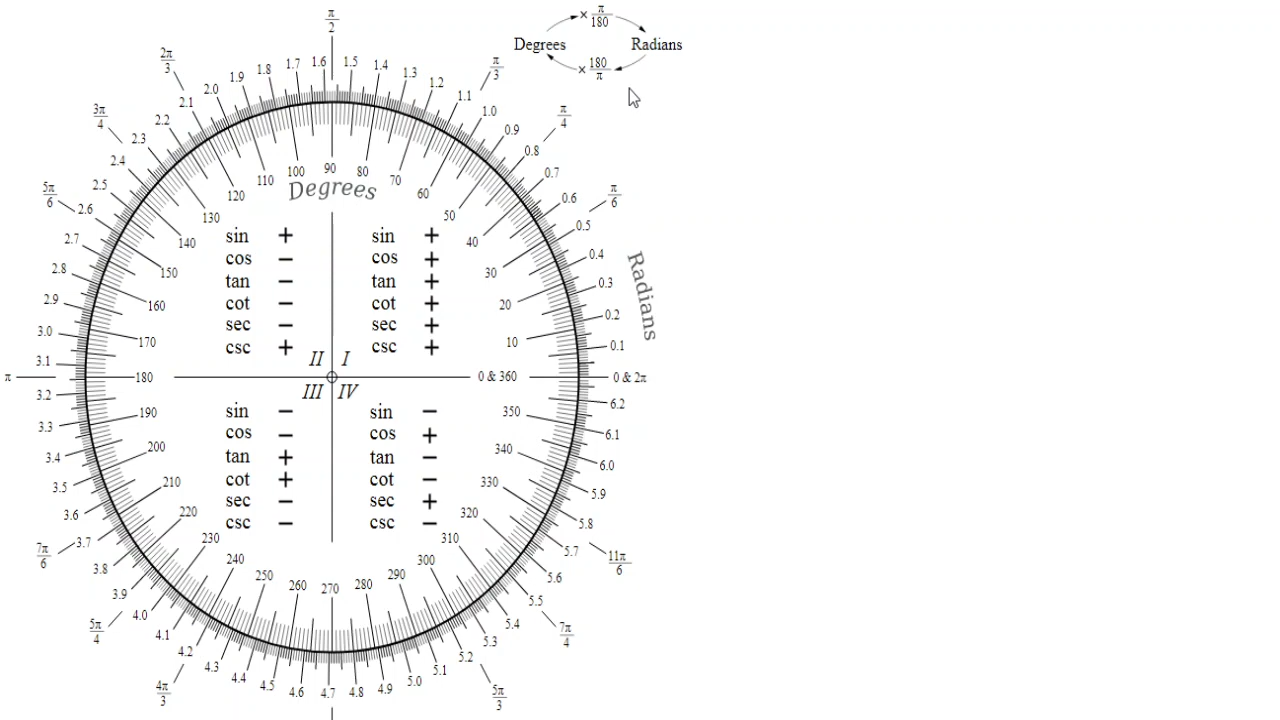 π/2
× π/180
Degrees Radians
× 180/π
2π/3
1.9 1.8 1.7 1.6 1.5 1.4 1.3 1.2
π/3
3π/4
2.2 2.1 2.0
1.1 1.0 0.9
π/4
5π/6
2.6 2.5 2.4 2.3
0.8 0.7 0.6 0.5
π/6
130 120 110 100 90 80 70 60 50
Degrees
140 150 160 170
40 30 20 10
2.7 2.8 2.9 3.0 3.1
0.4 0.3 0.2 0.1
Radians
sin + sin +
cos − cos +
tan − tan +
cot − cot +
sec − sec +
csc + csc +
II I
π 180 0 & 360 0 & 2π
III IV
sin − sin −
cos − cos +
tan + tan −
cot + cot −
sec − sec +
csc − csc −
3.2 3.3 3.4 3.5 3.6 3.7
6.2 6.1 6.0 5.9 5.8 5.7
190 200 210 220 230
350 340 330 320 310
240 250 260 270 280 290 300
7π/6
11π/6
3.8 3.9 4.0 4.1
5.6 5.5 5.4 5.3
5π/4
7π/4
4.2 4.3 4.4 4.5 4.6 4.7 4.8 4.9 5.0 5.1 5.2
4π/3
5π/3